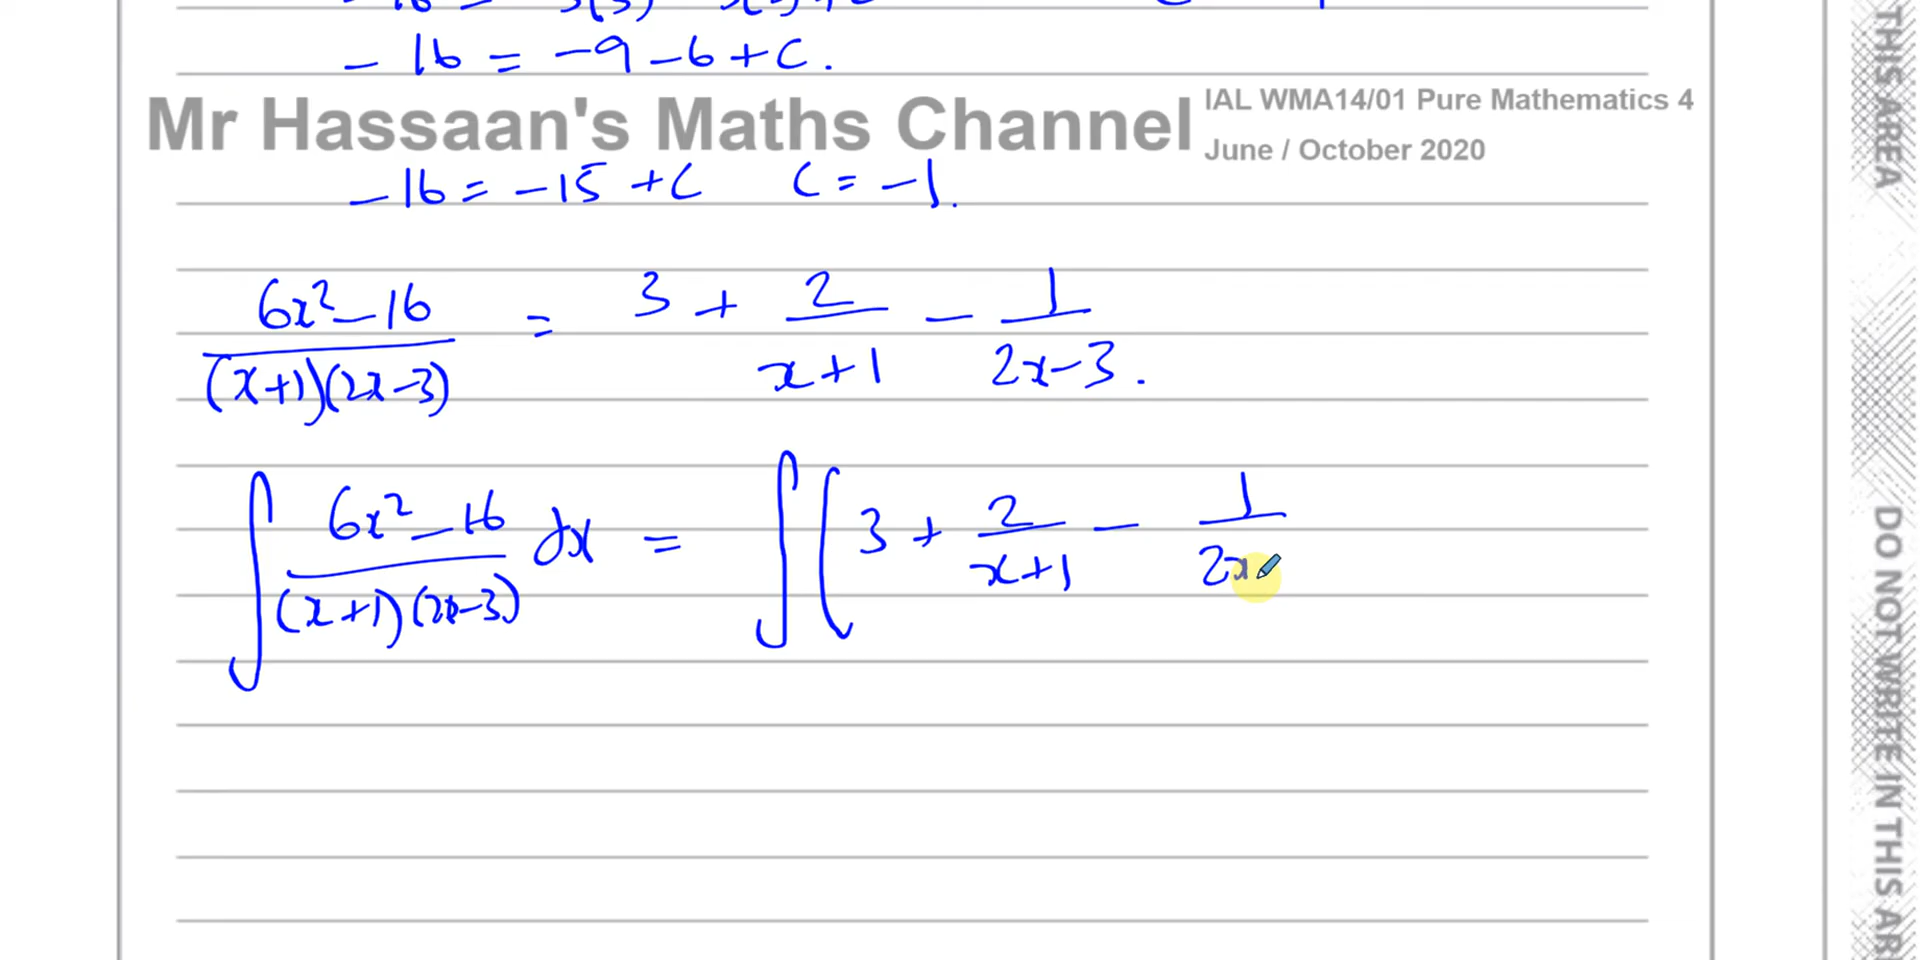 - 16 = -9 - 6 + C.
Mr Hassaan's Maths Channel
IAL WMA14/01 Pure Mathematics 4
June / October 2020
-16 = -15 + C   C = -1.
(6x² - 16)/((x+1)(2x-3)) = 3 + 2/(x+1) - 1/(2x-3).
∫ (6x² - 16)/((x+1)(2x-3)) dx = ∫ ( 3 + 2/(x+1) - 1/(2x
THIS AREA
DO NOT WRITE IN THIS AR